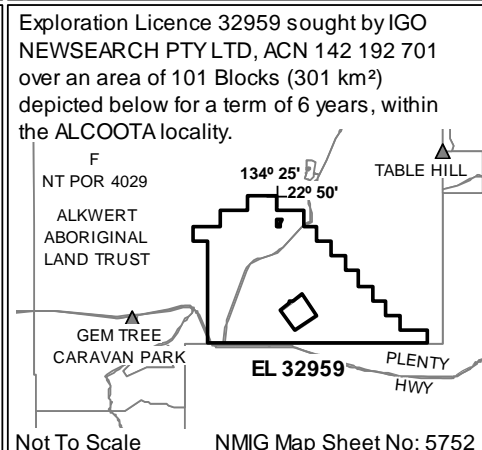 Exploration Licence 32959 sought by IGO
NEWSEARCH PTY LTD, ACN 142 192 701
over an area of 101 Blocks (301 km²)
depicted below for a term of 6 years, within
the ALCOOTA locality.
F
NT POR 4029
134° 25'
22° 50'
TABLE HILL
ALKWERT
ABORIGINAL
LAND TRUST
GEM TREE
CARAVAN PARK
EL 32959
PLENTY
HWY
Not To Scale
NMIG Map Sheet No: 5752